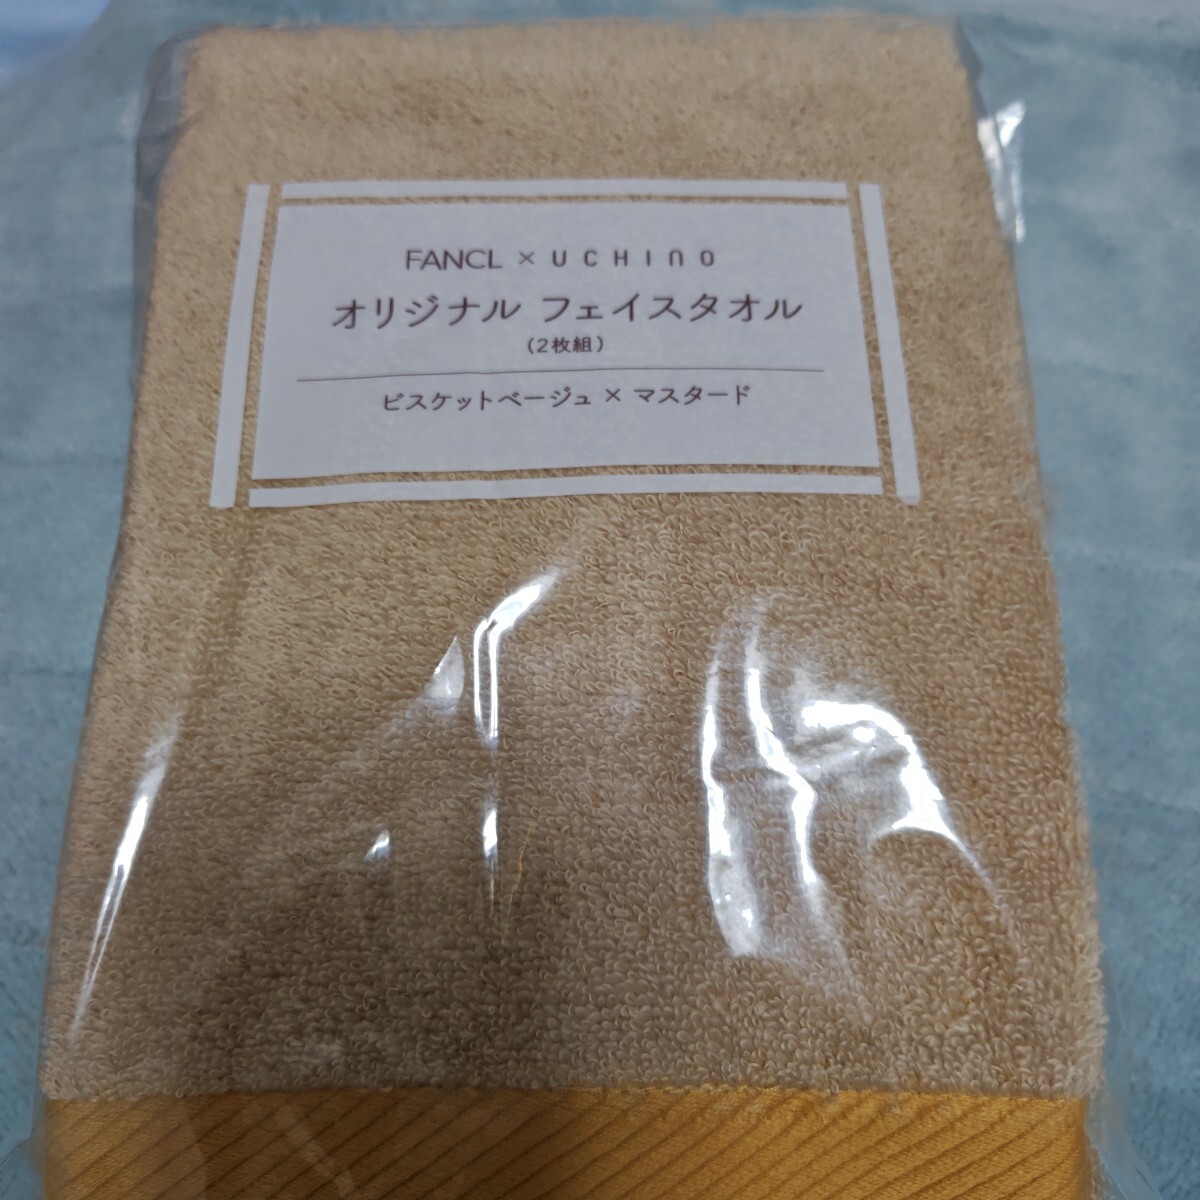 FANCL × UCHINO
オリジナル フェイスタオル
(2枚組)
ビスケットベージュ × マスタード